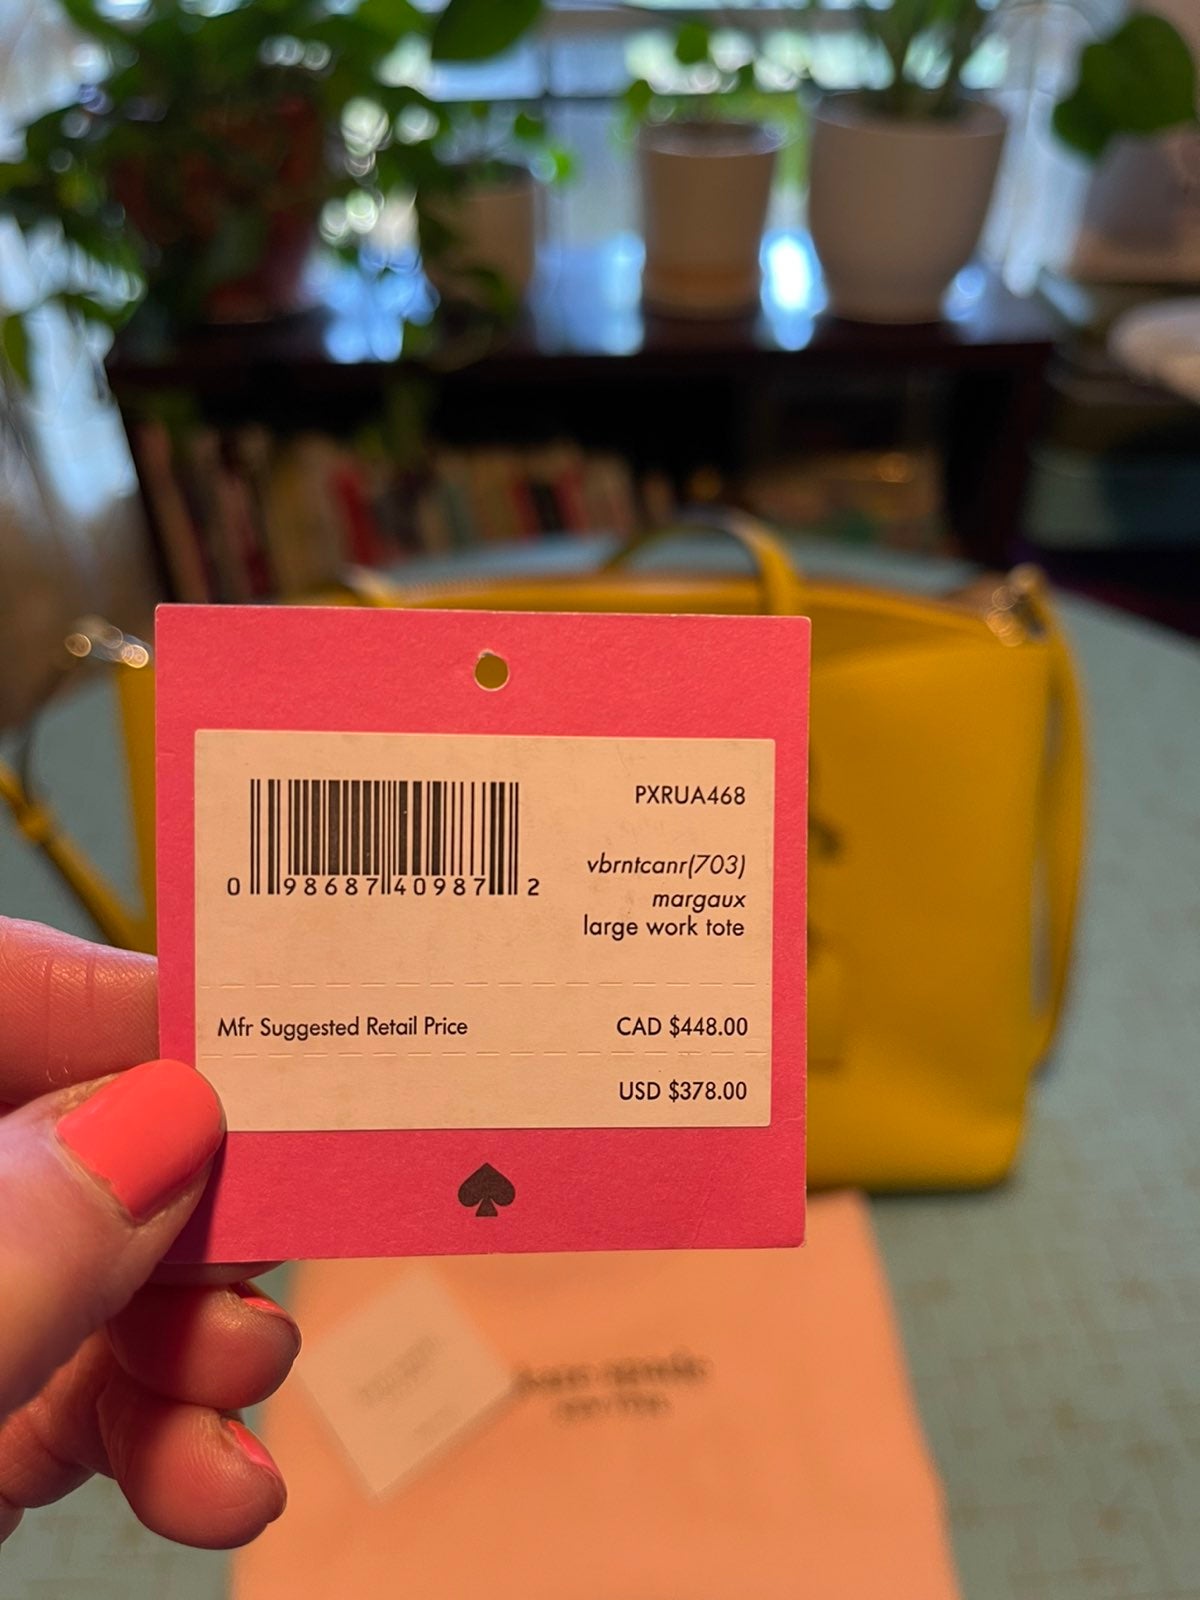 PXRUA468
0 98687 40987 2
vbrntcanr(703)
margaux
large work tote
Mfr Suggested Retail Price CAD $448.00
USD $378.00